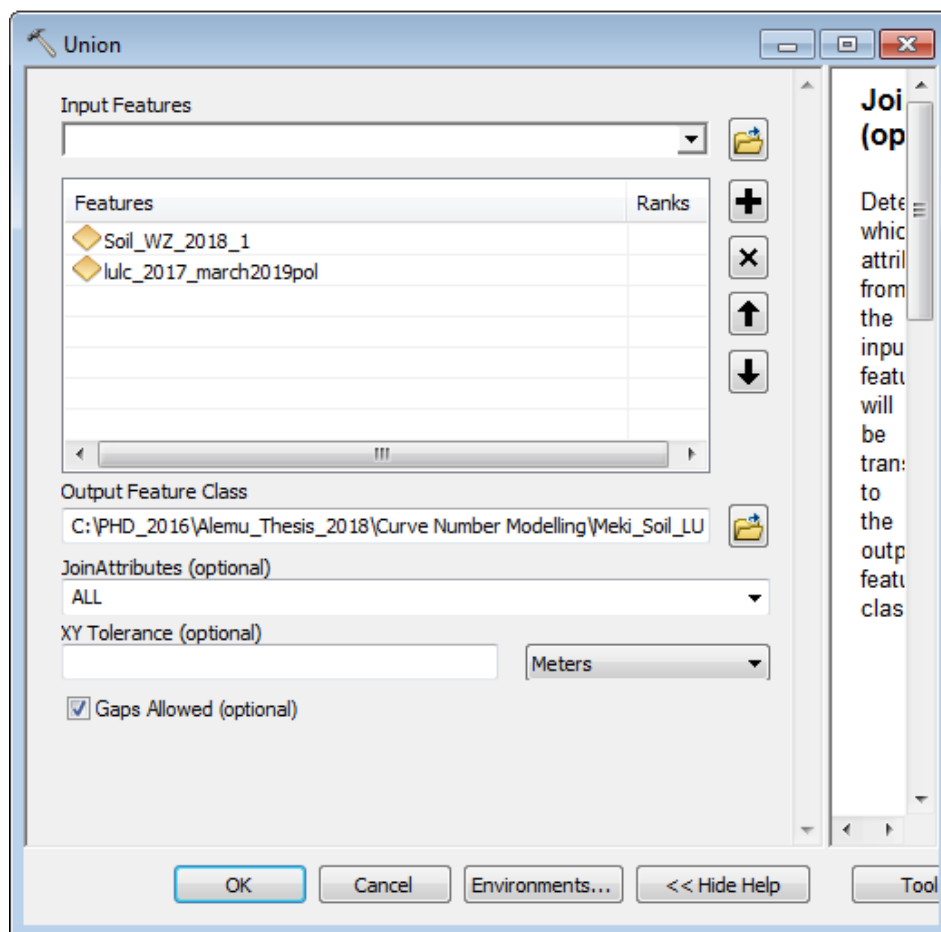 Union
Input Features
Features Ranks
Soil_WZ_2018_1
lulc_2017_march2019pol
Output Feature Class
C:\PHD_2016\Alemu_Thesis_2018\Curve Number Modelling\Meki_Soil_LU
JoinAttributes (optional)
ALL
XY Tolerance (optional)
Meters
Gaps Allowed (optional)
OK Cancel Environments... << Hide Help Tool
Joi
(op
Dete
whic
attril
from
the
inpu
featu
will
be
trans
to
the
outp
featu
clas